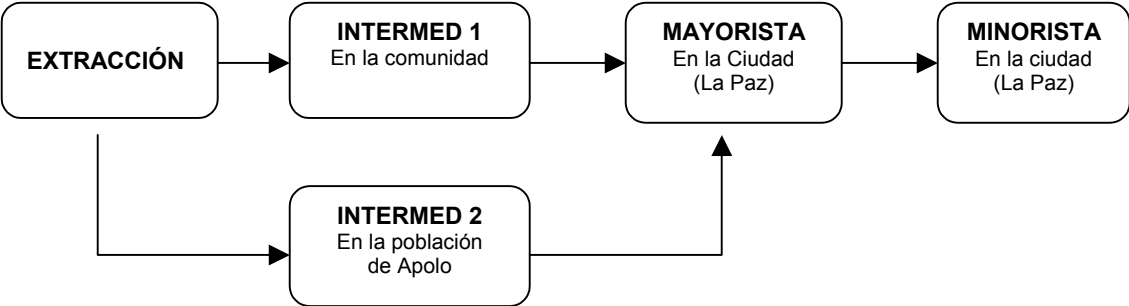 EXTRACCIÓN
INTERMED 1
En la comunidad
MAYORISTA
En la Ciudad
(La Paz)
MINORISTA
En la ciudad
(La Paz)
INTERMED 2
En la población
de Apolo